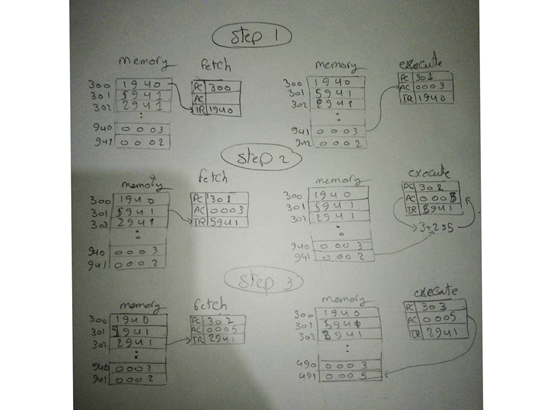 Step 1
memory fetch memory execute
300 1940 PC 300 300 1940 PC 301
301 5941 AC 301 5941 AC 0003
302 2941 IR 1940 302 2941 IR 1940
940 0003 941 0003
941 0002 942 0002
Step 2
memory fetch memory execute
300 1940 PC 301 300 1940 PC 302
301 5941 AC 0003 301 5941 AC 0005
302 2941 IR 5941 302 2941 IR 5941
940 0003 940 0003 3+2=5
941 0002 941 0002
Step 3
memory fetch memory execute
300 1940 PC 302 300 1940 PC 303
301 5941 AC 0005 301 5941 AC 0005
302 2941 IR 2941 302 2941 IR 2941
940 0003 490 0003
941 0002 491 0005